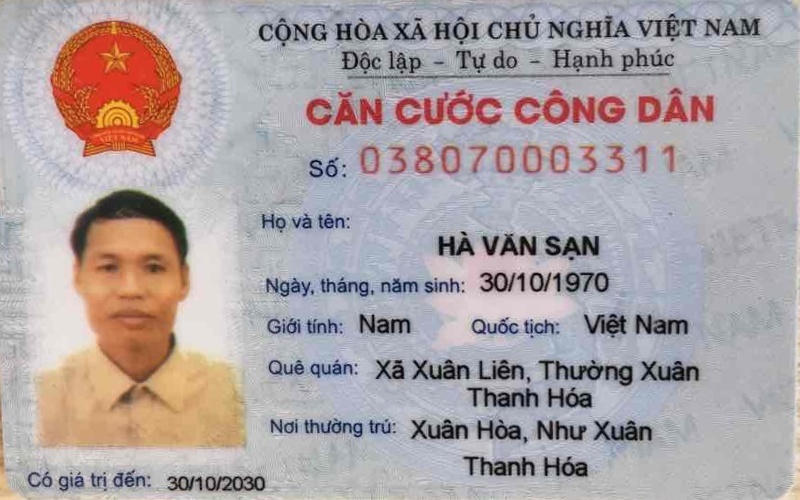 CỘNG HÒA XÃ HỘI CHỦ NGHĨA VIỆT NAM
Độc lập - Tự do - Hạnh phúc
CĂN CƯỚC CÔNG DÂN
Số: 038070003311
Họ và tên:
HÀ VĂN SẠN
Ngày, tháng, năm sinh: 30/10/1970
Giới tính: Nam Quốc tịch: Việt Nam
Quê quán: Xã Xuân Liên, Thường Xuân
Thanh Hóa
Nơi thường trú: Xuân Hòa, Như Xuân
Thanh Hóa
Có giá trị đến: 30/10/2030